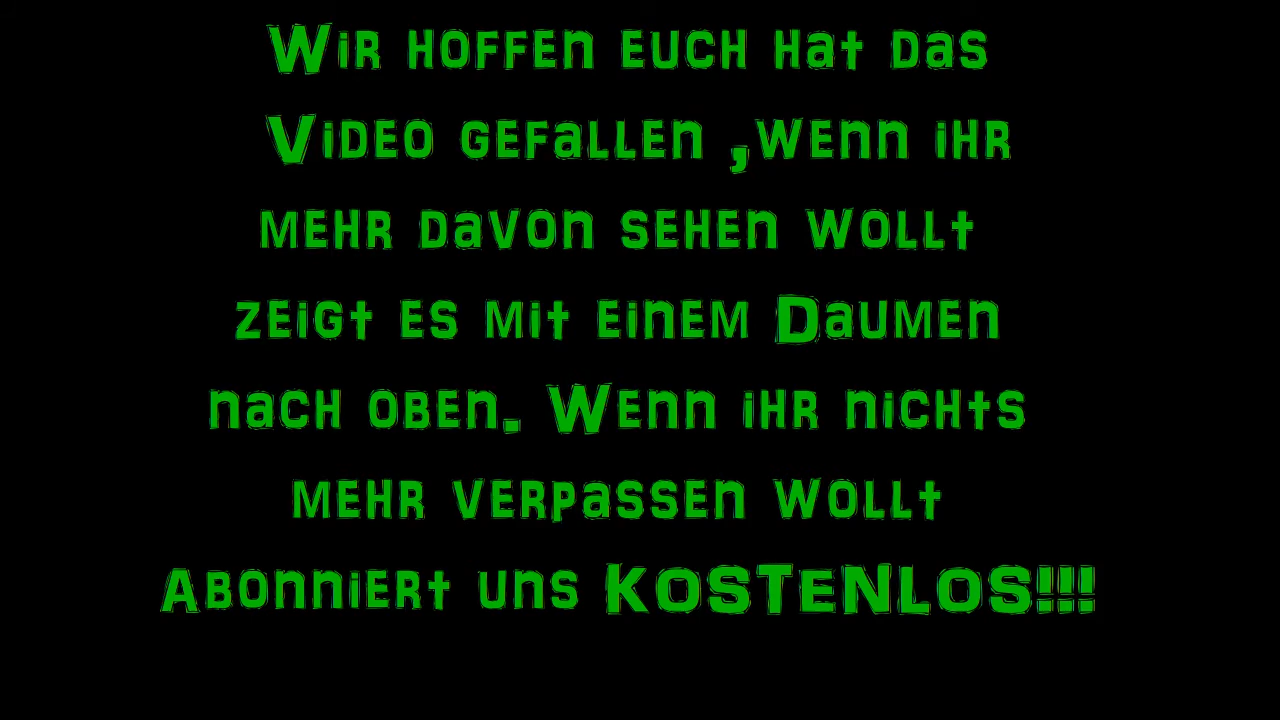 Wir hoffen euch hat das
Video gefallen ,wenn ihr
mehr davon sehen wollt
zeigt es mit einem Daumen
nach oben. Wenn ihr nichts
mehr verpassen wollt
Abonniert uns KOSTENLOS!!!